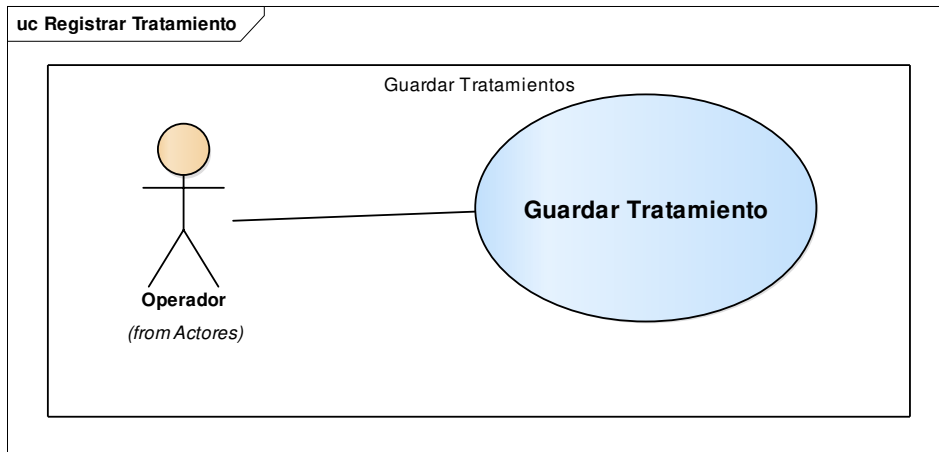 uc Registrar Tratamiento
Guardar Tratamientos
Guardar Tratamiento
Operador
(from Actores)